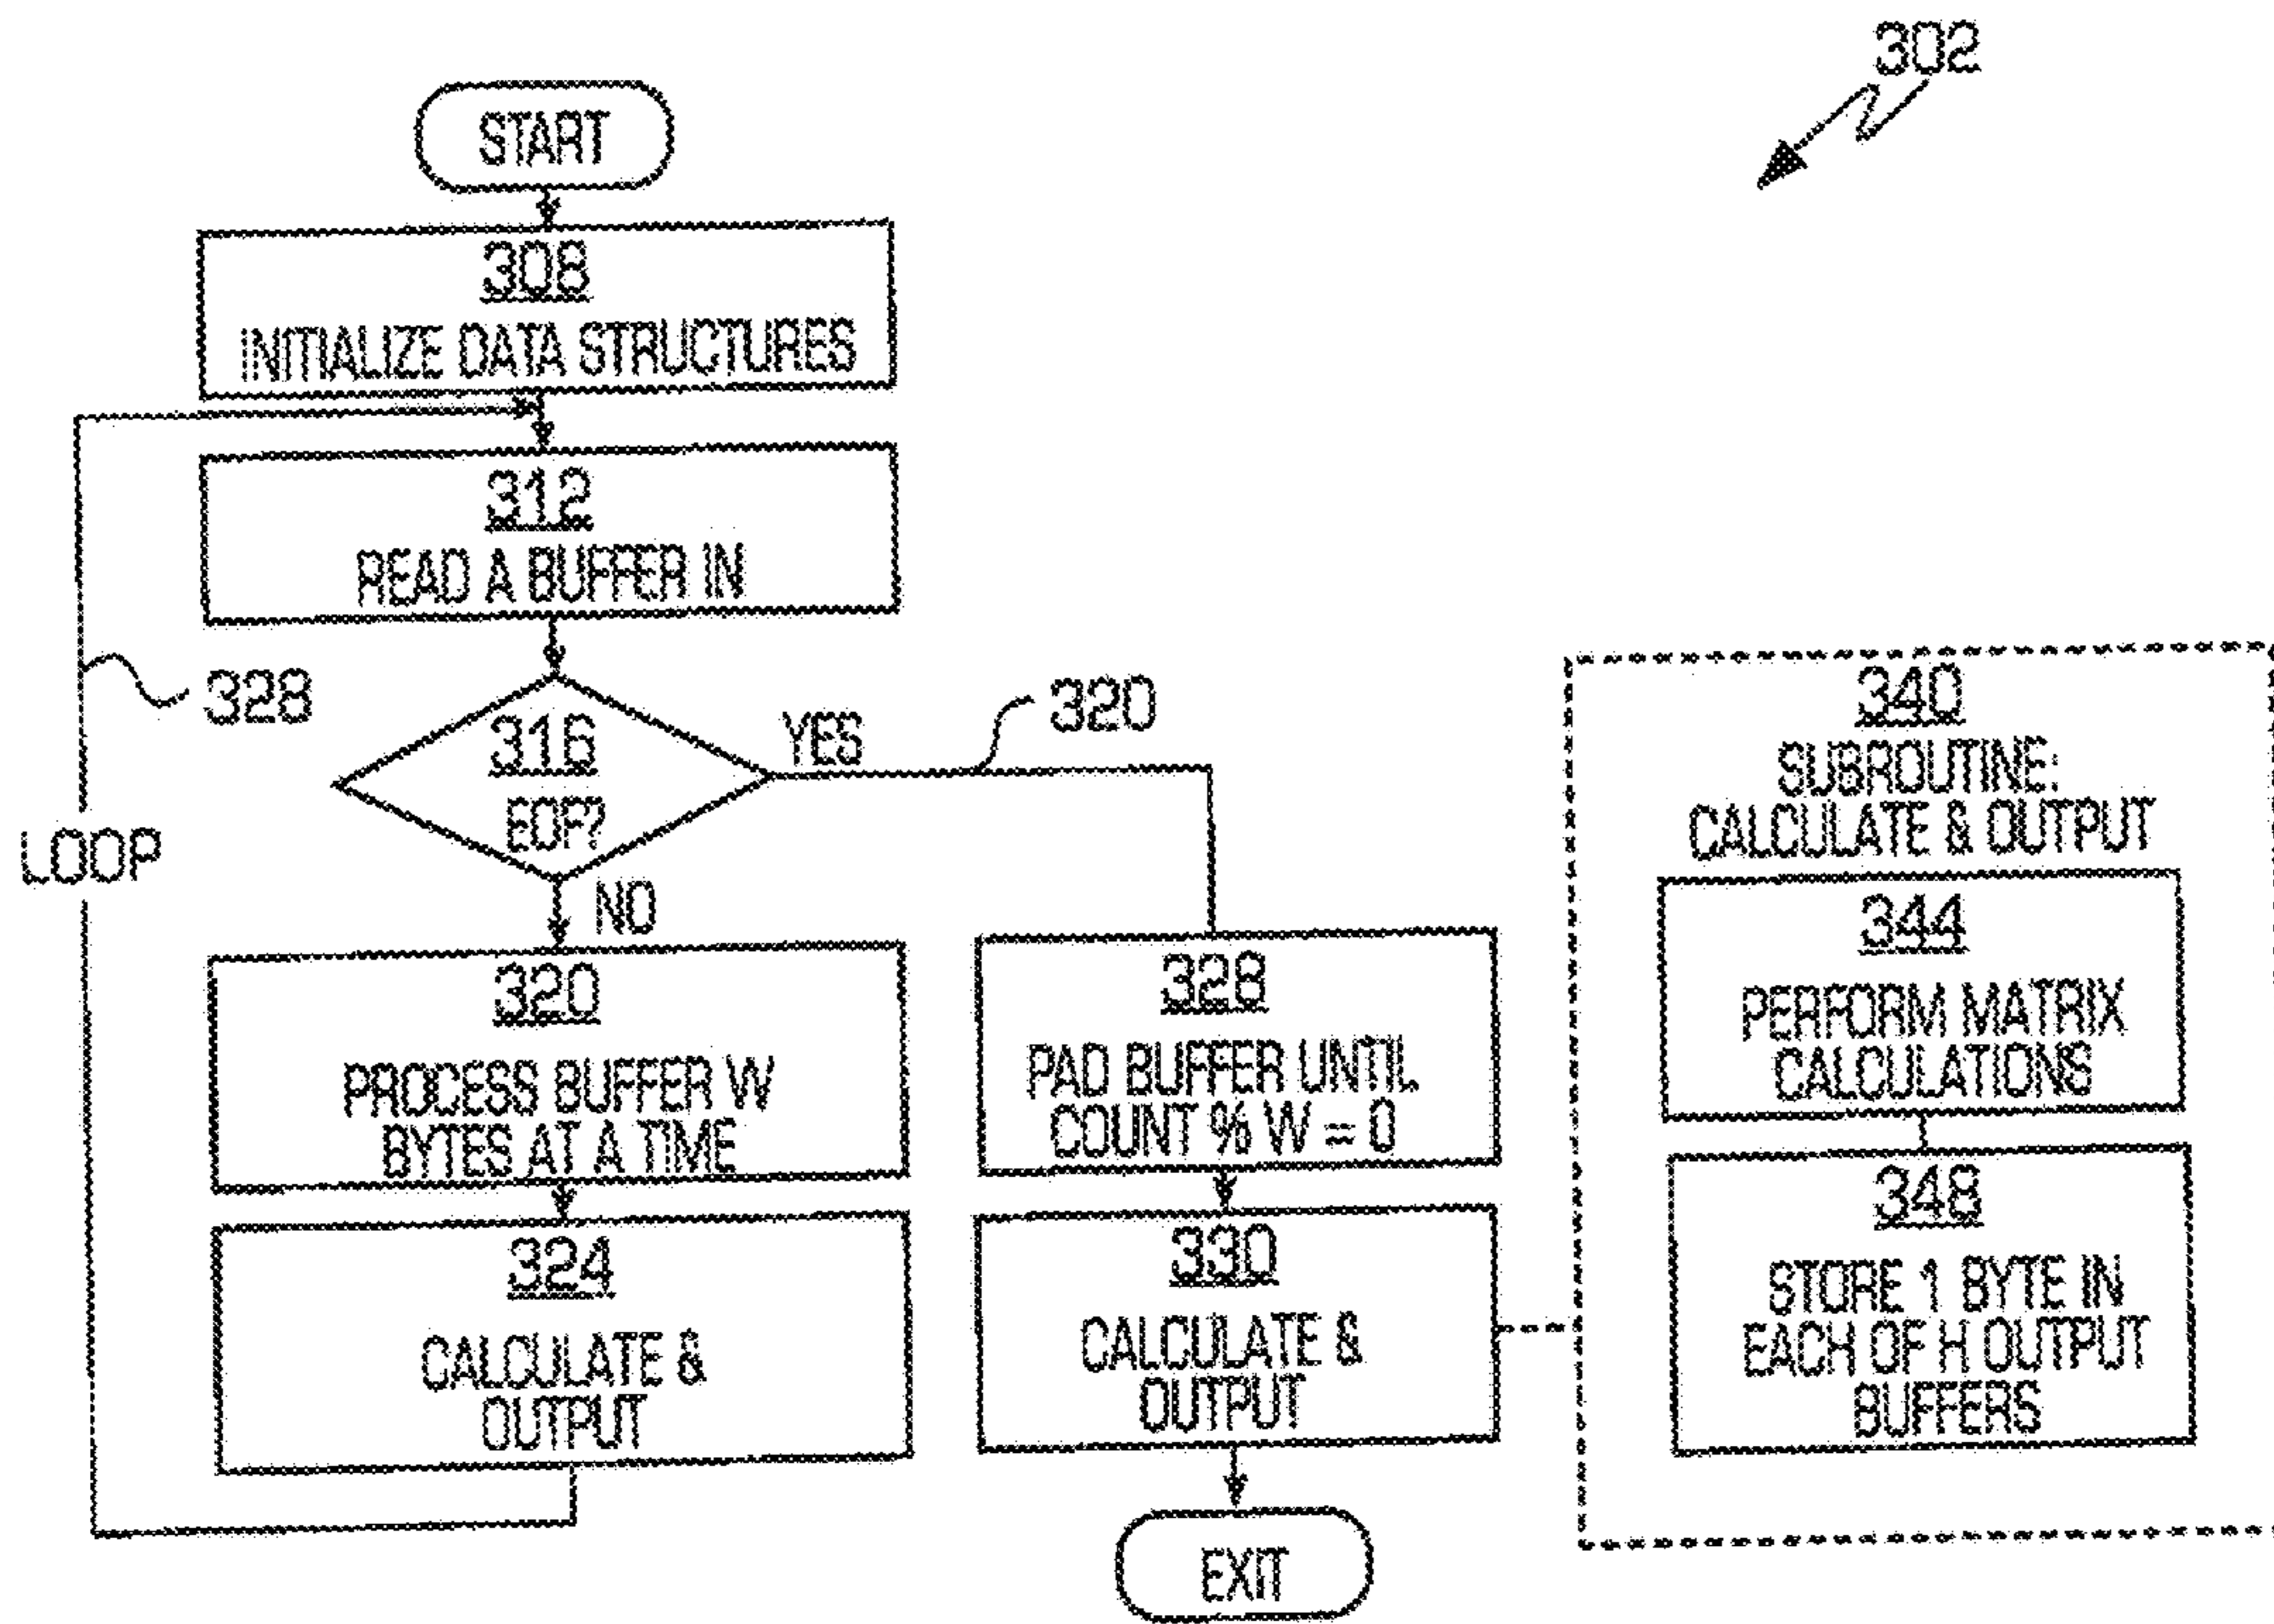 302
START
308
INITIALIZE DATA STRUCTURES
312
READ A BUFFER IN
328
316
EOF?
YES
320
LOOP
NO
320
PROCESS BUFFER W
BYTES AT A TIME
324
CALCULATE &
OUTPUT
328
PAD BUFFER UNTIL
COUNT % W = 0
330
CALCULATE &
OUTPUT
EXIT
340
SUBROUTINE:
CALCULATE & OUTPUT
344
PERFORM MATRIX
CALCULATIONS
348
STORE 1 BYTE IN
EACH OF H OUTPUT
BUFFERS